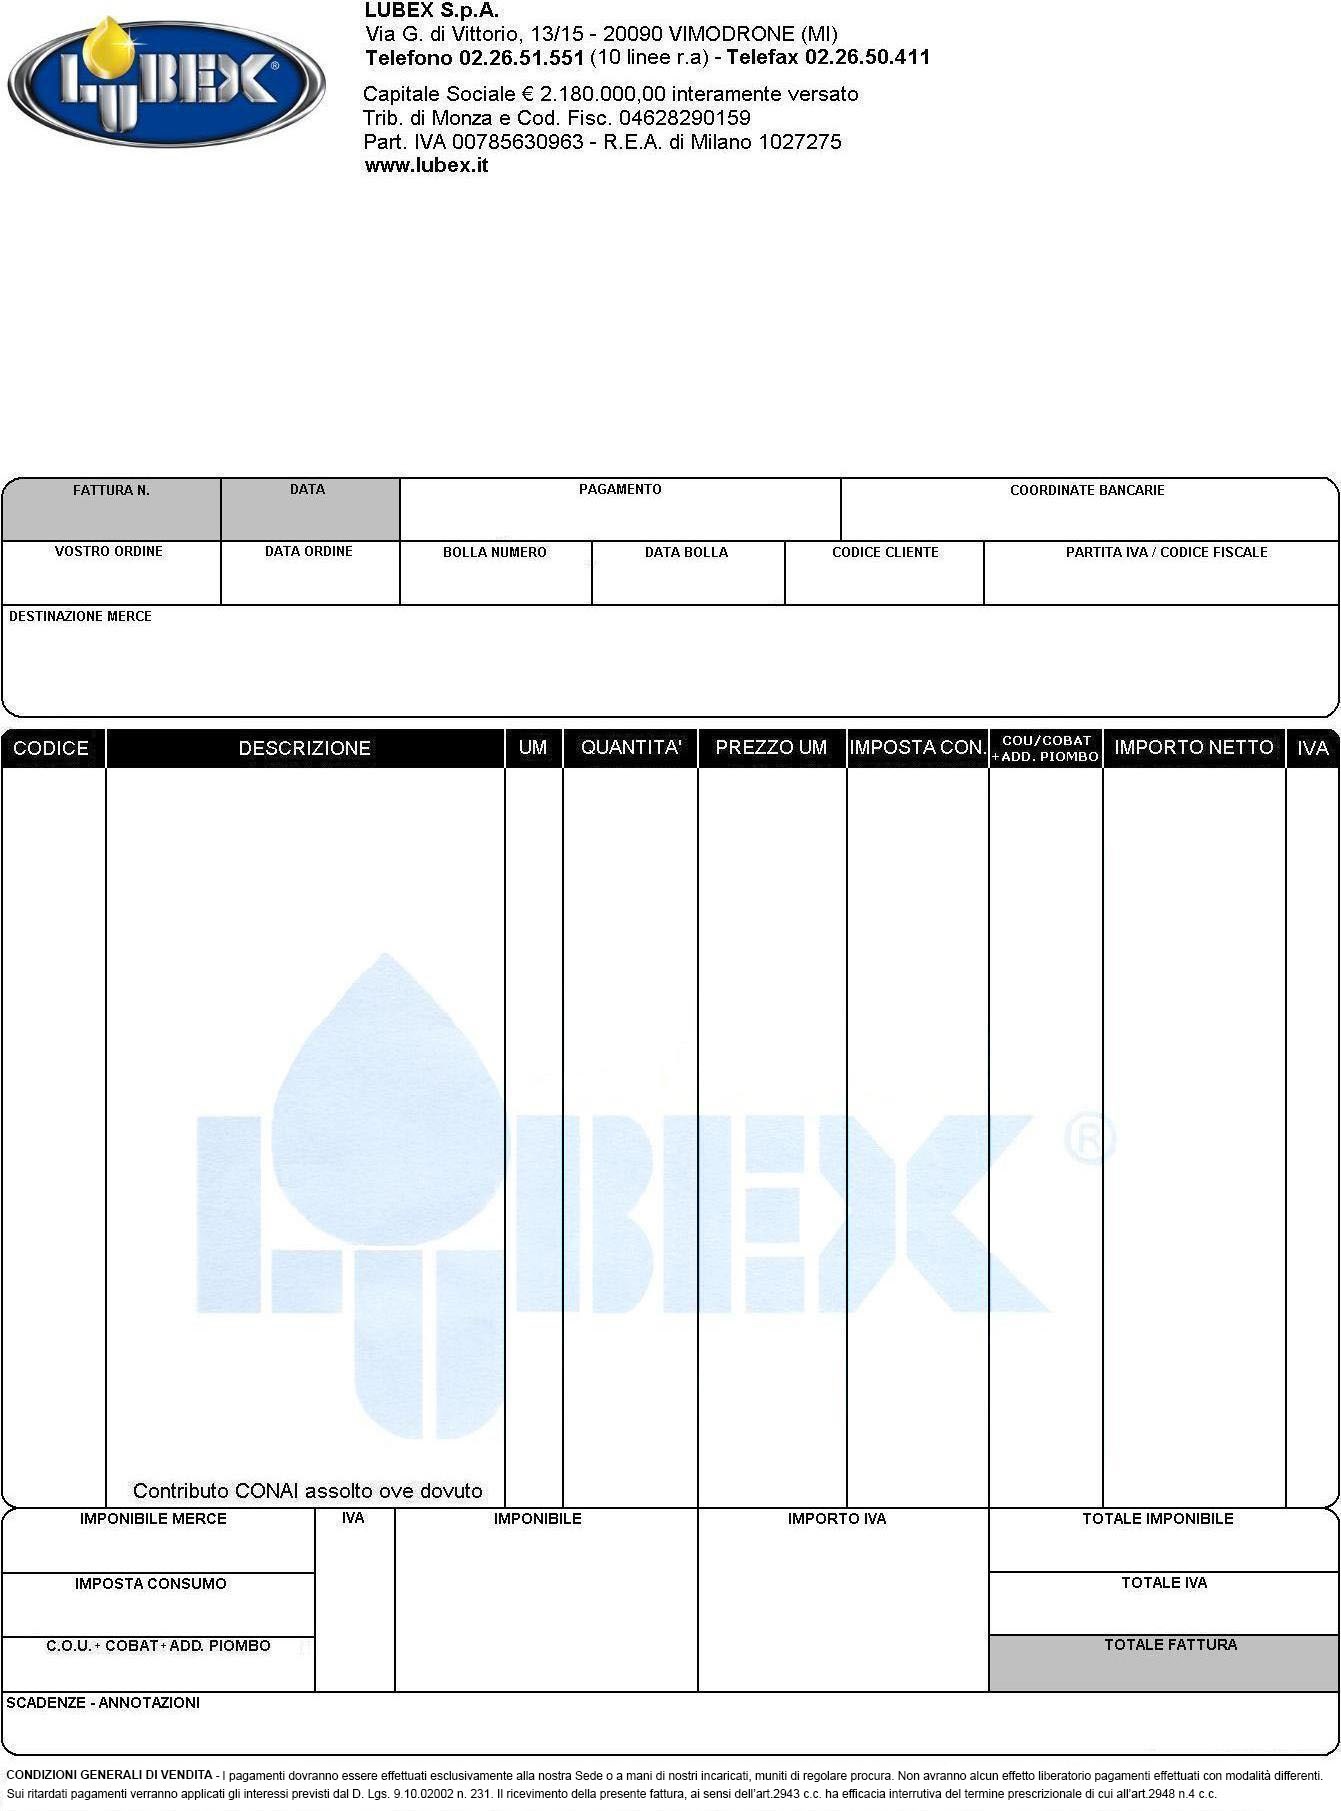 LUBEX®
LUBEX S.p.A.
Via G. di Vittorio, 13/15 - 20090 VIMODRONE (MI)
Telefono 02.26.51.551 (10 linee r.a) - Telefax 02.26.50.411
Capitale Sociale € 2.180.000,00 interamente versato
Trib. di Monza e Cod. Fisc. 04628290159
Part. IVA 00785630963 - R.E.A. di Milano 1027275
www.lubex.it
FATTURA N. DATA PAGAMENTO COORDINATE BANCARIE
VOSTRO ORDINE DATA ORDINE BOLLA NUMERO DATA BOLLA CODICE CLIENTE PARTITA IVA / CODICE FISCALE
DESTINAZIONE MERCE
CODICE DESCRIZIONE UM QUANTITA' PREZZO UM IMPOSTA CON. COU/COBAT +ADD. PIOMBO IMPORTO NETTO IVA
LUBEX®
Contributo CONAI assolto ove dovuto
IMPONIBILE MERCE IVA IMPONIBILE IMPORTO IVA TOTALE IMPONIBILE
IMPOSTA CONSUMO TOTALE IVA
C.O.U.+ COBAT+ ADD. PIOMBO TOTALE FATTURA
SCADENZE - ANNOTAZIONI
CONDIZIONI GENERALI DI VENDITA - I pagamenti dovranno essere effettuati esclusivamente alla nostra Sede o a mani di nostri incaricati, muniti di regolare procura. Non avranno alcun effetto liberatorio pagamenti effettuati con modalità differenti.
Sui ritardati pagamenti verranno applicati gli interessi previsti dal D. Lgs. 9.10.02002 n. 231. Il ricevimento della presente fattura, ai sensi dell'art.2943 c.c. ha efficacia interrutiva del termine prescrizionale di cui all'art.2948 n.4 c.c.